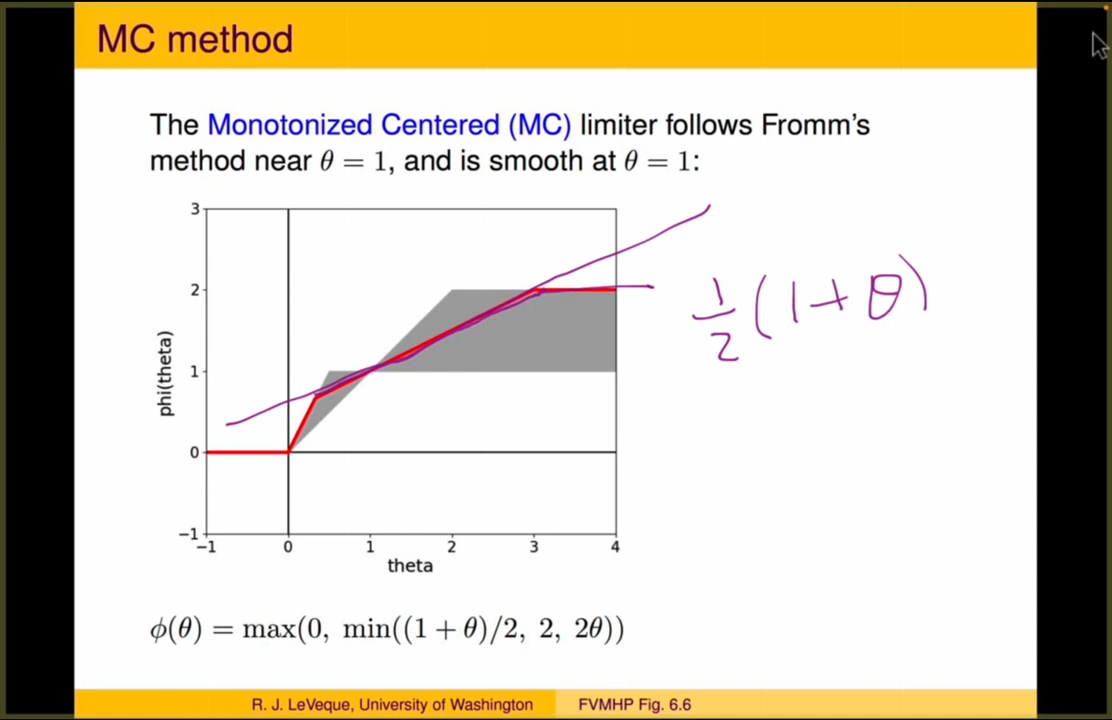 MC method
The Monotonized Centered (MC) limiter follows Fromm's
method near θ = 1, and is smooth at θ = 1:
3
2
1
0
−1
phi(theta)
−1 0 1 2 3 4
theta
1/2 (1 + θ)
ϕ(θ) = max(0, min((1 + θ)/2, 2, 2θ))
R. J. LeVeque, University of Washington FVMHP Fig. 6.6